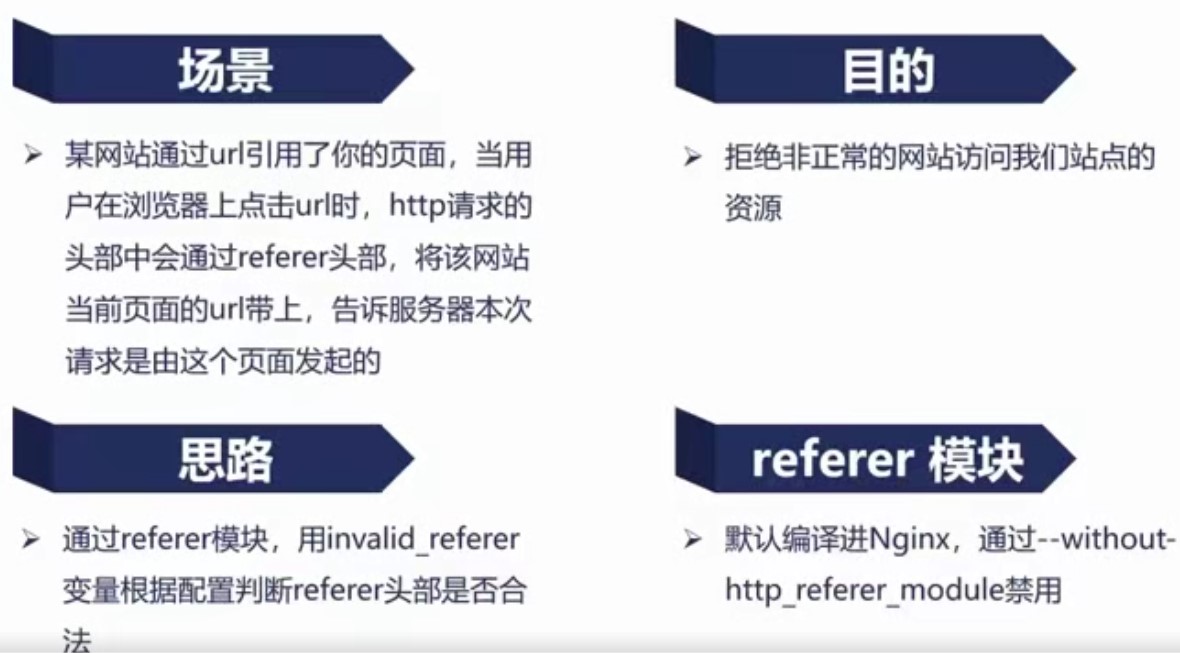 场景
某网站通过url引用了你的页面，当用
户在浏览器上点击url时，http请求的
头部中会通过referer头部，将该网站
当前页面的url带上，告诉服务器本次
请求是由这个页面发起的
目的
拒绝非正常的网站访问我们站点的
资源
思路
通过referer模块，用invalid_referer
变量根据配置判断referer头部是否合
法
referer 模块
默认编译进Nginx，通过--without-
http_referer_module禁用